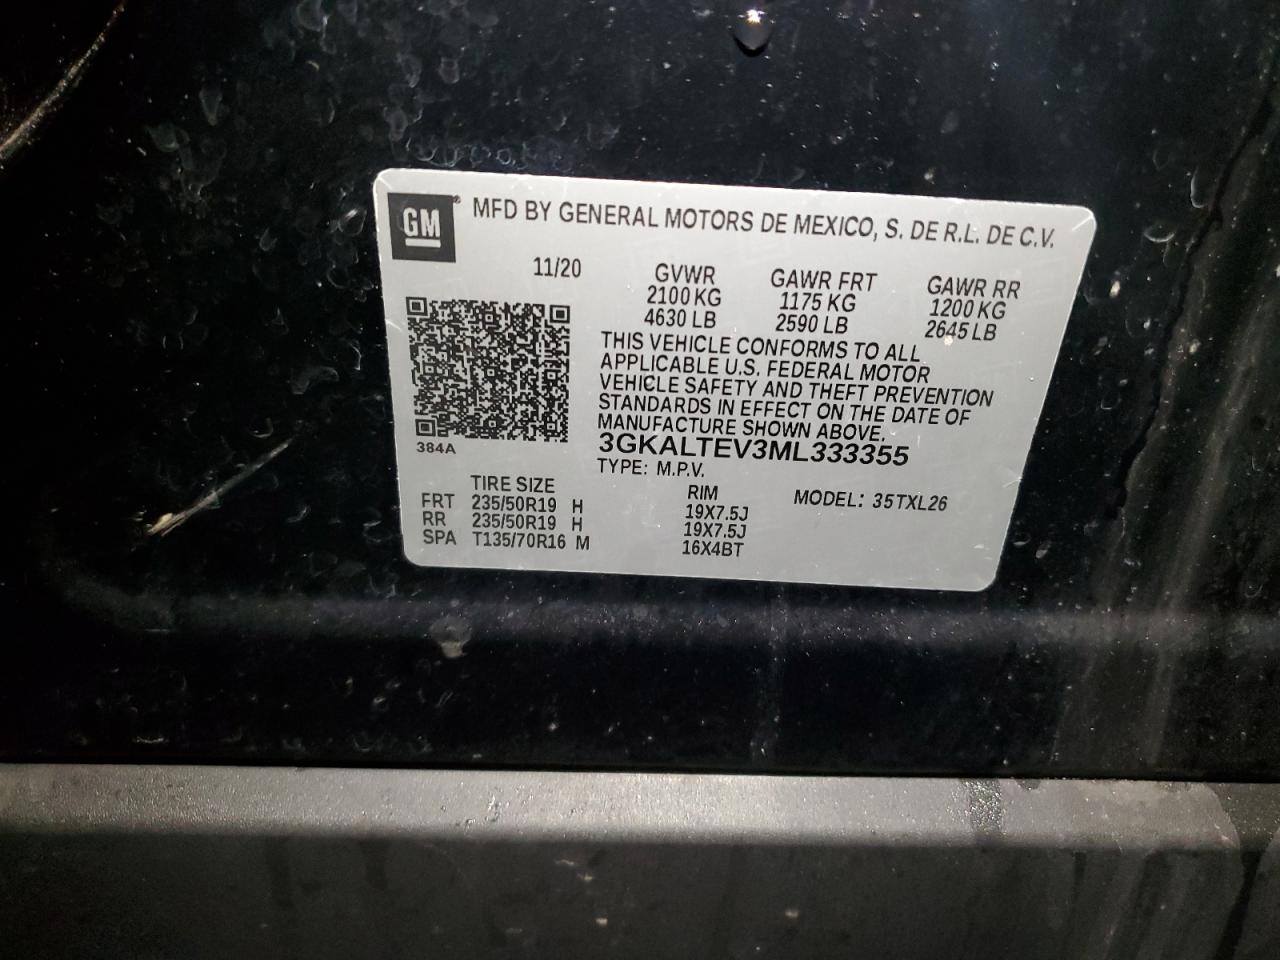 GM® MFD BY GENERAL MOTORS DE MEXICO, S. DE R.L. DE C.V.
11/20 GVWR GAWR FRT GAWR RR
2100 KG 1175 KG 1200 KG
4630 LB 2590 LB 2645 LB
THIS VEHICLE CONFORMS TO ALL
APPLICABLE U.S. FEDERAL MOTOR
VEHICLE SAFETY AND THEFT PREVENTION
STANDARDS IN EFFECT ON THE DATE OF
MANUFACTURE SHOWN ABOVE.
384A 3GKALTEV3ML333355
TYPE: M.P.V.
TIRE SIZE RIM MODEL: 35TXL26
FRT 235/50R19 H 19X7.5J
RR 235/50R19 H 19X7.5J
SPA T135/70R16 M 16X4BT